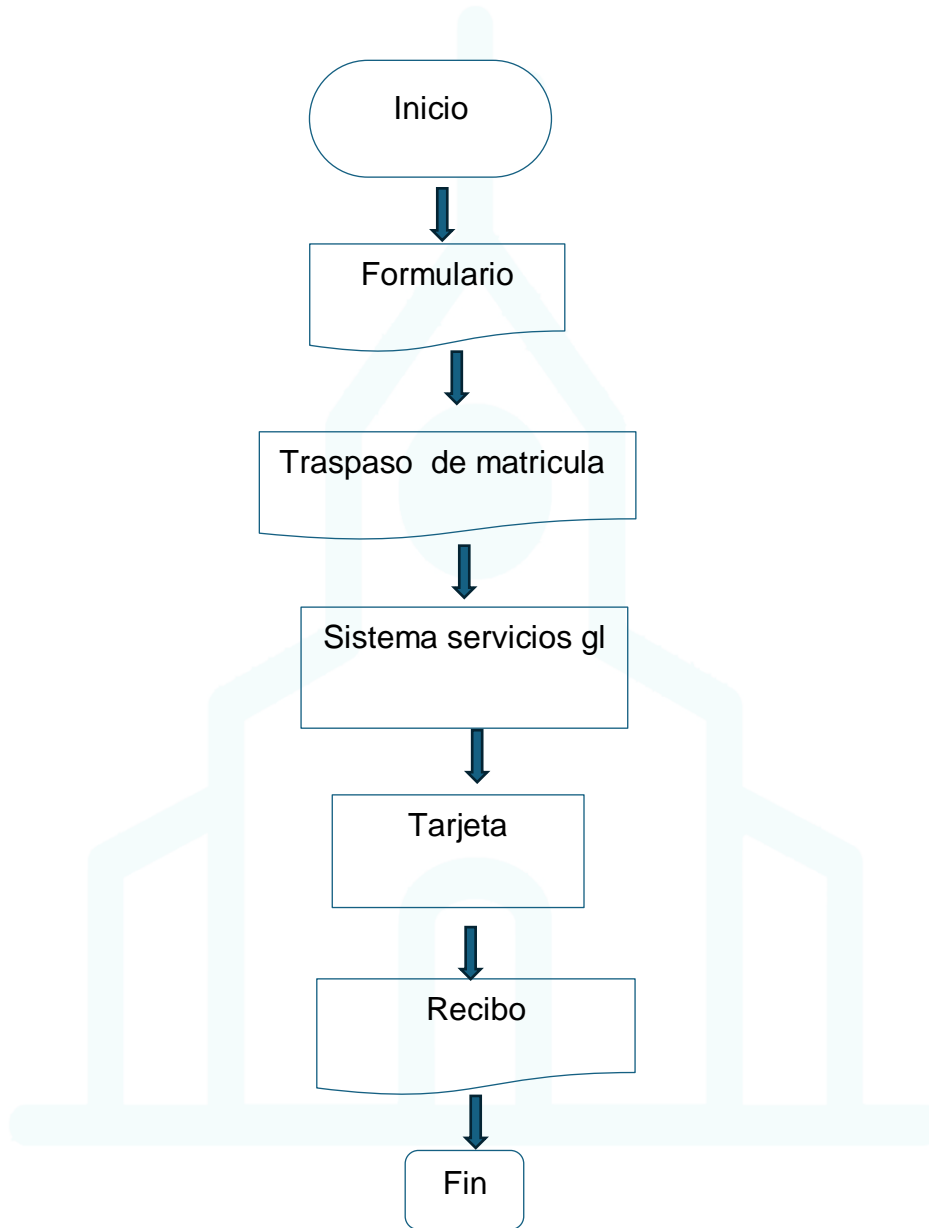 Inicio
Formulario
Traspaso  de matricula
Sistema servicios gl
Tarjeta
Recibo
Fin